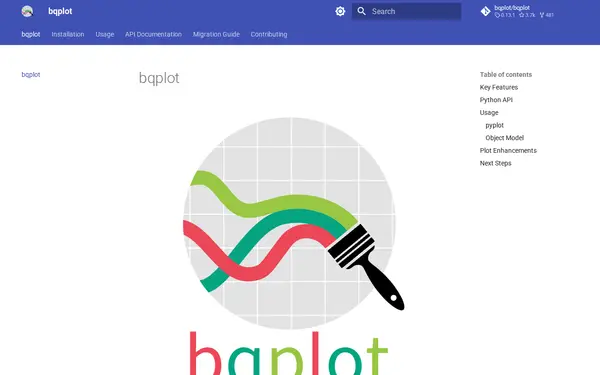 bqplot
Search
bqplot/bqplot
0.13.1 3.7k 481
bqplot Installation Usage API Documentation Migration Guide Contributing
bqplot
bqplot
Table of contents
Key Features
Python API
Usage
pyplot
Object Model
Plot Enhancements
Next Steps
bqplot